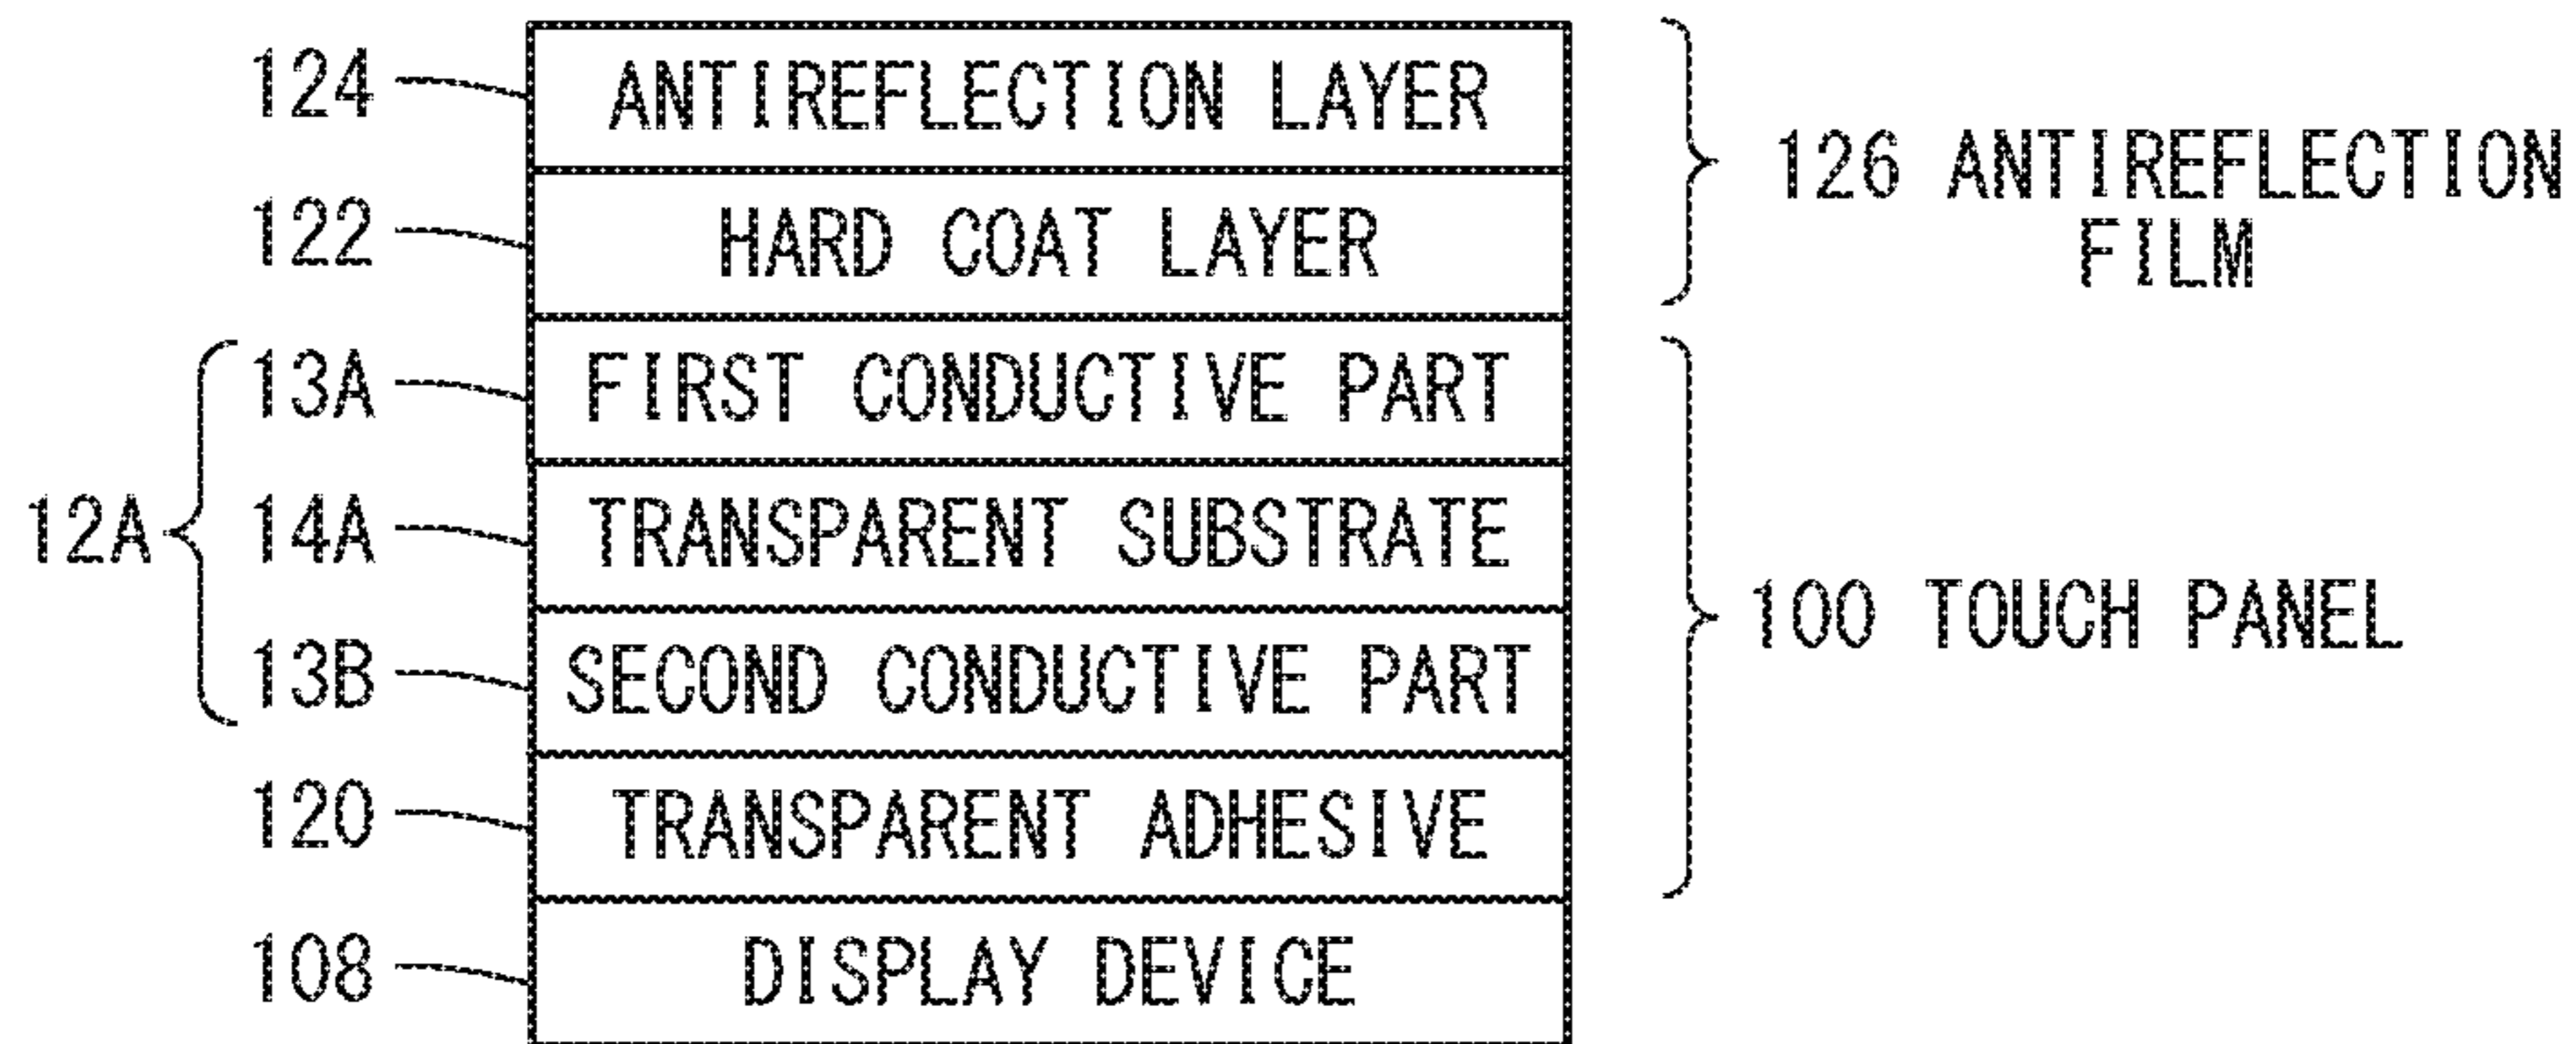 124 ANTIREFLECTION LAYER
122 HARD COAT LAYER
126 ANTIREFLECTION
FILM
13A FIRST CONDUCTIVE PART
12A 14A TRANSPARENT SUBSTRATE
13B SECOND CONDUCTIVE PART
100 TOUCH PANEL
120 TRANSPARENT ADHESIVE
108 DISPLAY DEVICE